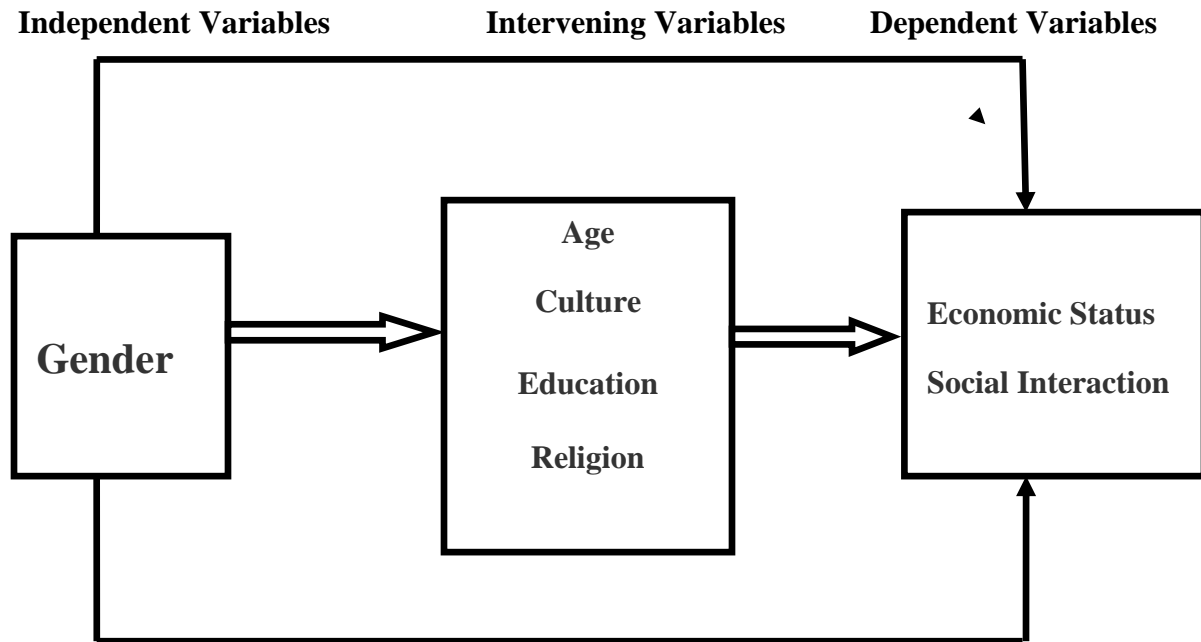 Independent Variables
Intervening Variables
Dependent Variables
Gender
Age
Culture
Education
Religion
Economic Status
Social Interaction